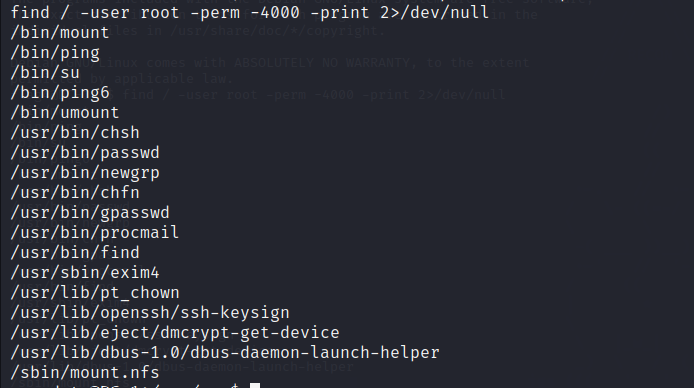 find / -user root -perm -4000 -print 2>/dev/null
/bin/mount
/bin/ping
/bin/su
/bin/ping6
/bin/umount
/usr/bin/chsh
/usr/bin/passwd
/usr/bin/newgrp
/usr/bin/chfn
/usr/bin/gpasswd
/usr/bin/procmail
/usr/bin/find
/usr/sbin/exim4
/usr/lib/pt_chown
/usr/lib/openssh/ssh-keysign
/usr/lib/eject/dmcrypt-get-device
/usr/lib/dbus-1.0/dbus-daemon-launch-helper
/sbin/mount.nfs